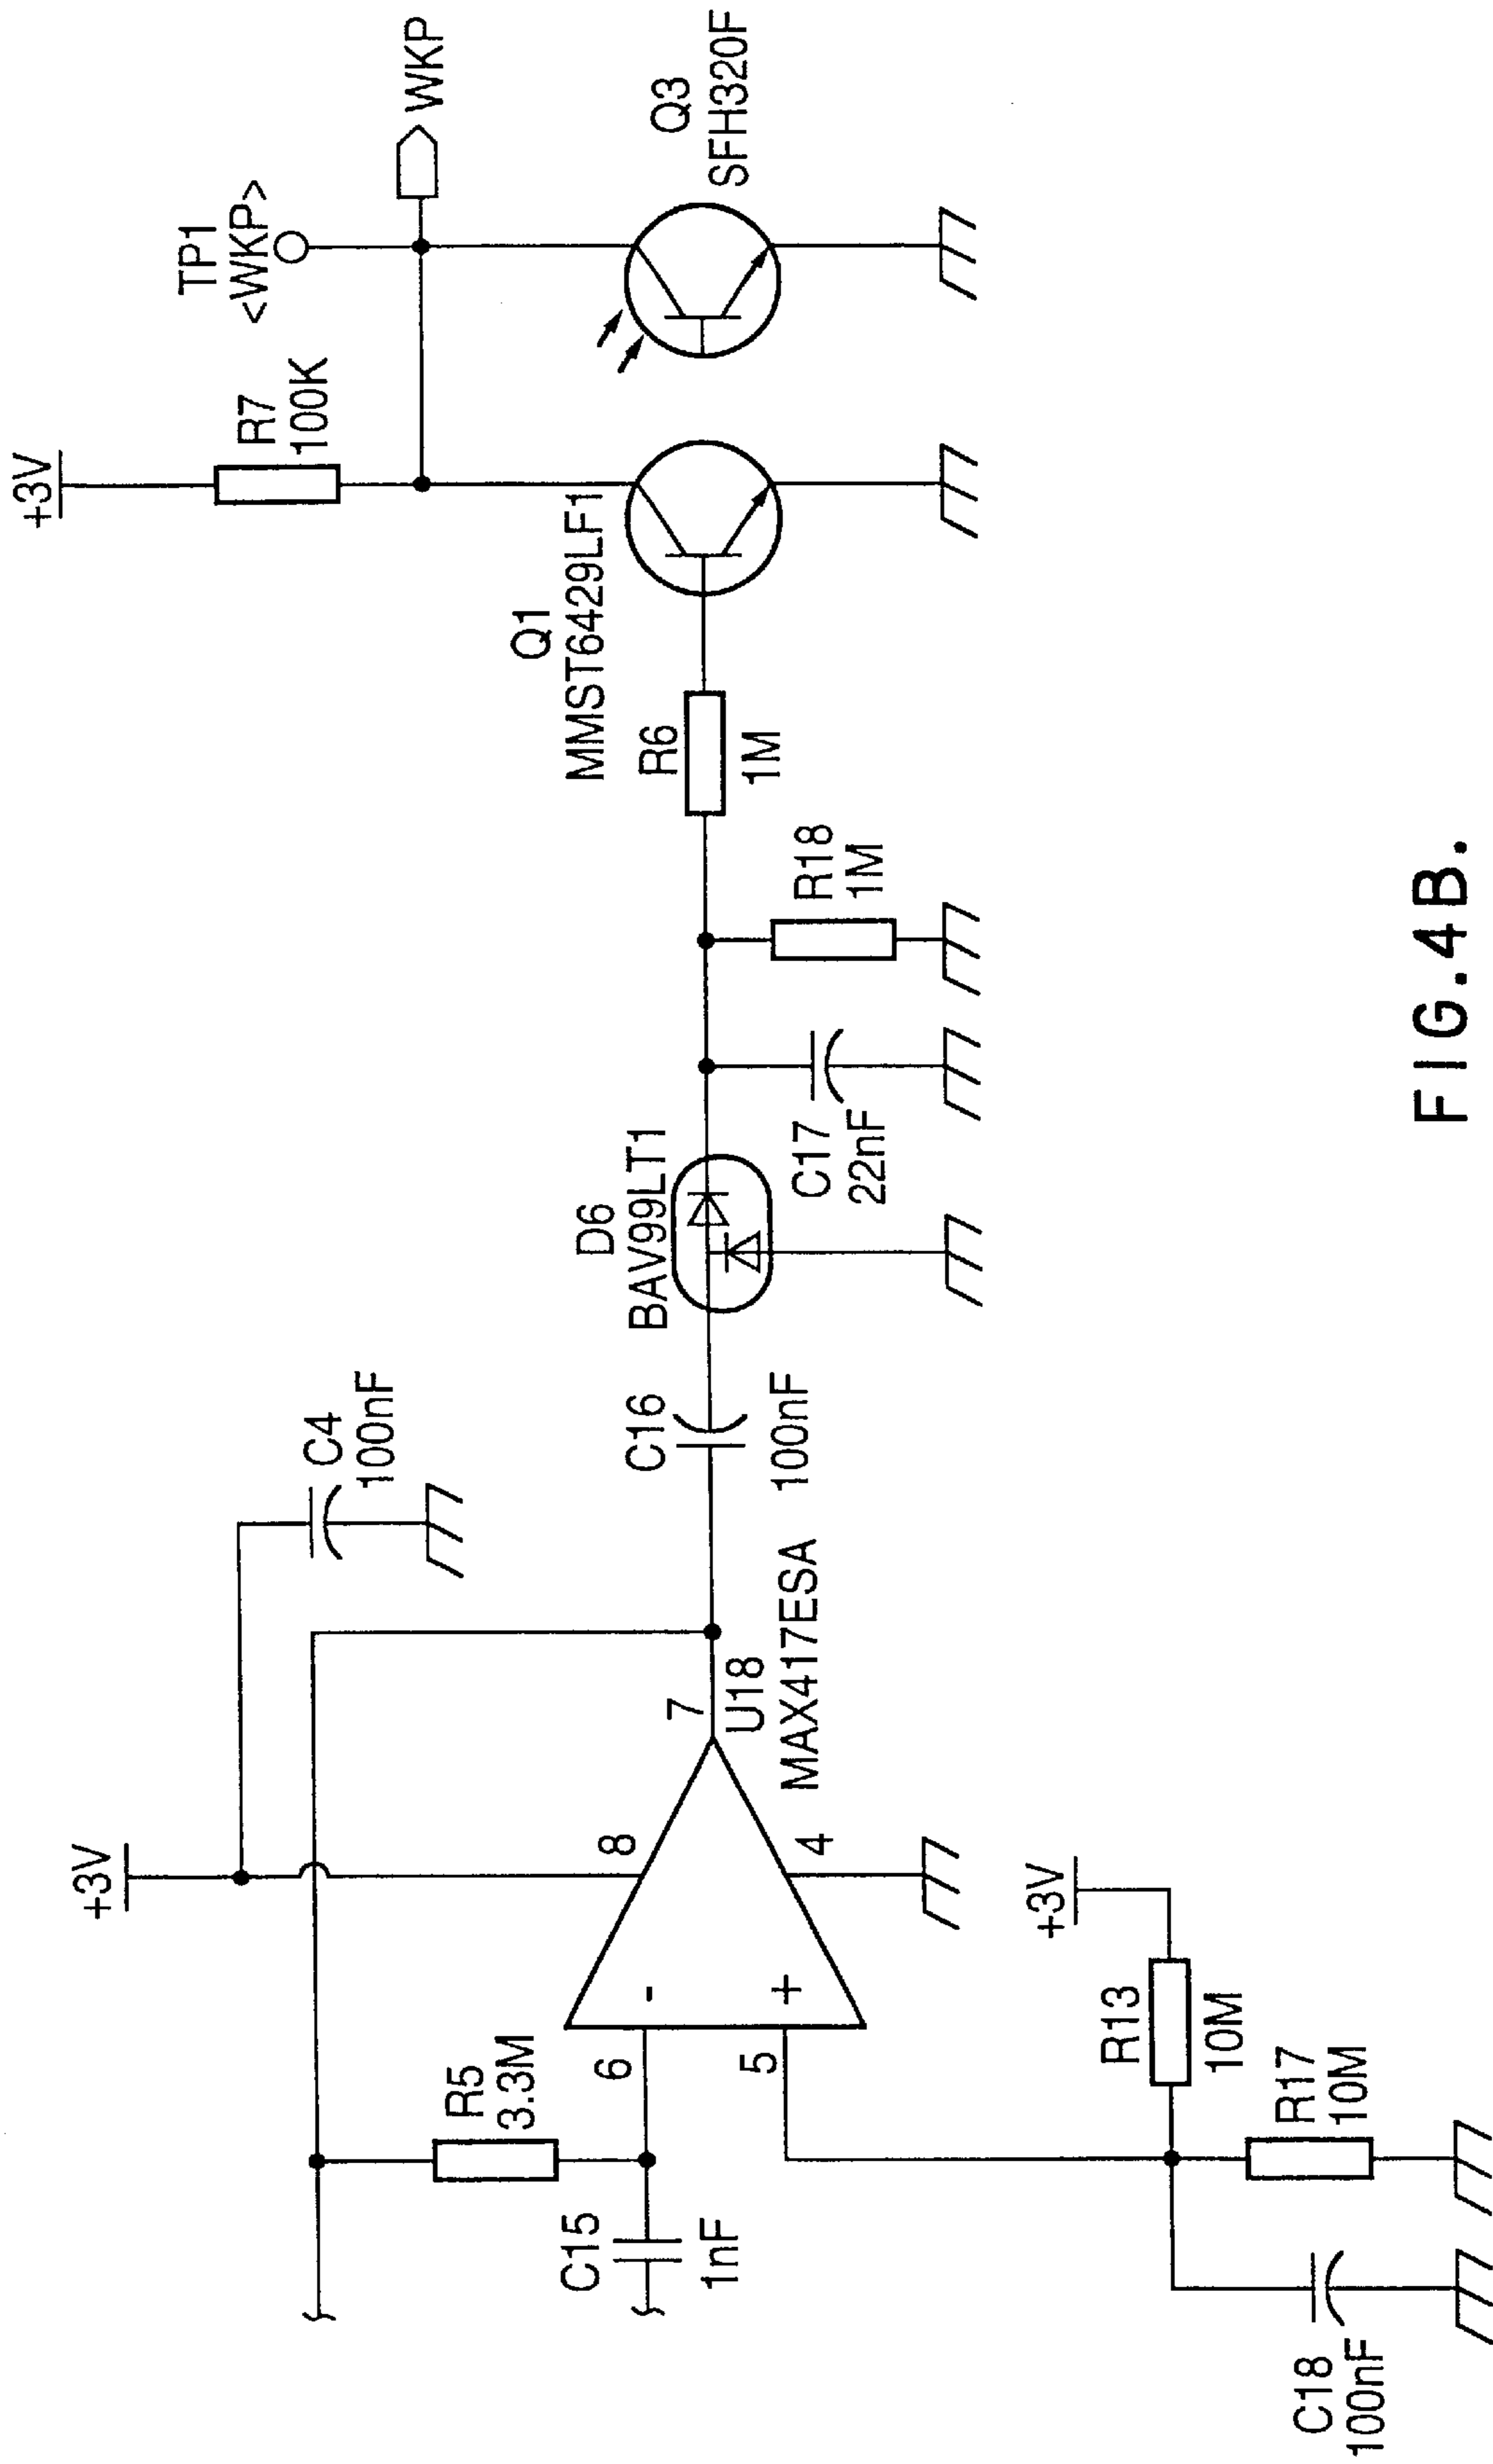 +3V
R7
100K
TP1
<WKP>
WKP
Q1
MMST6429LF1
Q3
SFH320F
R6
1M
R18
1M
D6
BAV99LT1
C17
22nF
C4
100nF
C16
100nF
+3V
8
7
U18
MAX417ESA
4
-
+
6
5
R5
3.3M
C15
1nF
+3V
R13
10M
R17
10M
C18
100nF
FIG.4B.